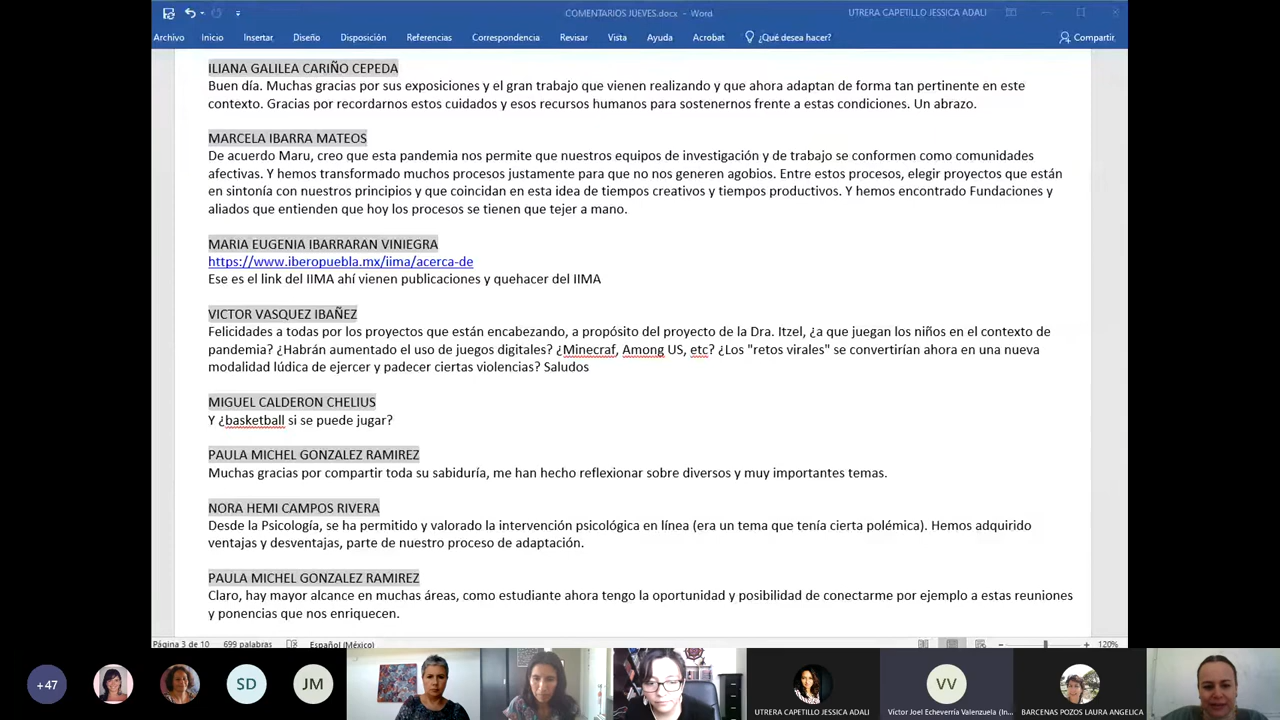 COMENTARIOS JUEVES.docx - Word
UTRERA CAPETILLO JESSICA ADALI
Archivo Inicio Insertar Diseño Disposición Referencias Correspondencia Revisar Vista Ayuda Acrobat ¿Qué desea hacer? Compartir
ILIANA GALILEA CARIÑO CEPEDA
Buen día. Muchas gracias por sus exposiciones y el gran trabajo que vienen realizando y que ahora adaptan de forma tan pertinente en este
contexto. Gracias por recordarnos estos cuidados y esos recursos humanos para sostenernos frente a estas condiciones. Un abrazo.
MARCELA IBARRA MATEOS
De acuerdo Maru, creo que esta pandemia nos permite que nuestros equipos de investigación y de trabajo se conformen como comunidades
afectivas. Y hemos transformado muchos procesos justamente para que no nos generen agobios. Entre estos procesos, elegir proyectos que están
en sintonía con nuestros principios y que coincidan en esta idea de tiempos creativos y tiempos productivos. Y hemos encontrado Fundaciones y
aliados que entienden que hoy los procesos se tienen que tejer a mano.
MARIA EUGENIA IBARRARAN VINIEGRA
https://www.iberopuebla.mx/iima/acerca-de
Ese es el link del IIMA ahí vienen publicaciones y quehacer del IIMA
VICTOR VASQUEZ IBAÑEZ
Felicidades a todas por los proyectos que están encabezando, a propósito del proyecto de la Dra. Itzel, ¿a que juegan los niños en el contexto de
pandemia? ¿Habrán aumentado el uso de juegos digitales? ¿Minecraf, Among US, etc? ¿Los "retos virales" se convertirían ahora en una nueva
modalidad lúdica de ejercer y padecer ciertas violencias? Saludos
MIGUEL CALDERON CHELIUS
Y ¿basketball si se puede jugar?
PAULA MICHEL GONZALEZ RAMIREZ
Muchas gracias por compartir toda su sabiduría, me han hecho reflexionar sobre diversos y muy importantes temas.
NORA HEMI CAMPOS RIVERA
Desde la Psicología, se ha permitido y valorado la intervención psicológica en línea (era un tema que tenía cierta polémica). Hemos adquirido
ventajas y desventajas, parte de nuestro proceso de adaptación.
PAULA MICHEL GONZALEZ RAMIREZ
Claro, hay mayor alcance en muchas áreas, como estudiante ahora tengo la oportunidad y posibilidad de conectarme por ejemplo a estas reuniones
y ponencias que nos enriquecen.
Página 3 de 10 699 palabras Español (México) 120%
+47 SD JM VV
UTRERA CAPETILLO JESSICA ADALI Víctor Joel Echeverría Valenzuela (In... BARCENAS POZOS LAURA ANGELICA